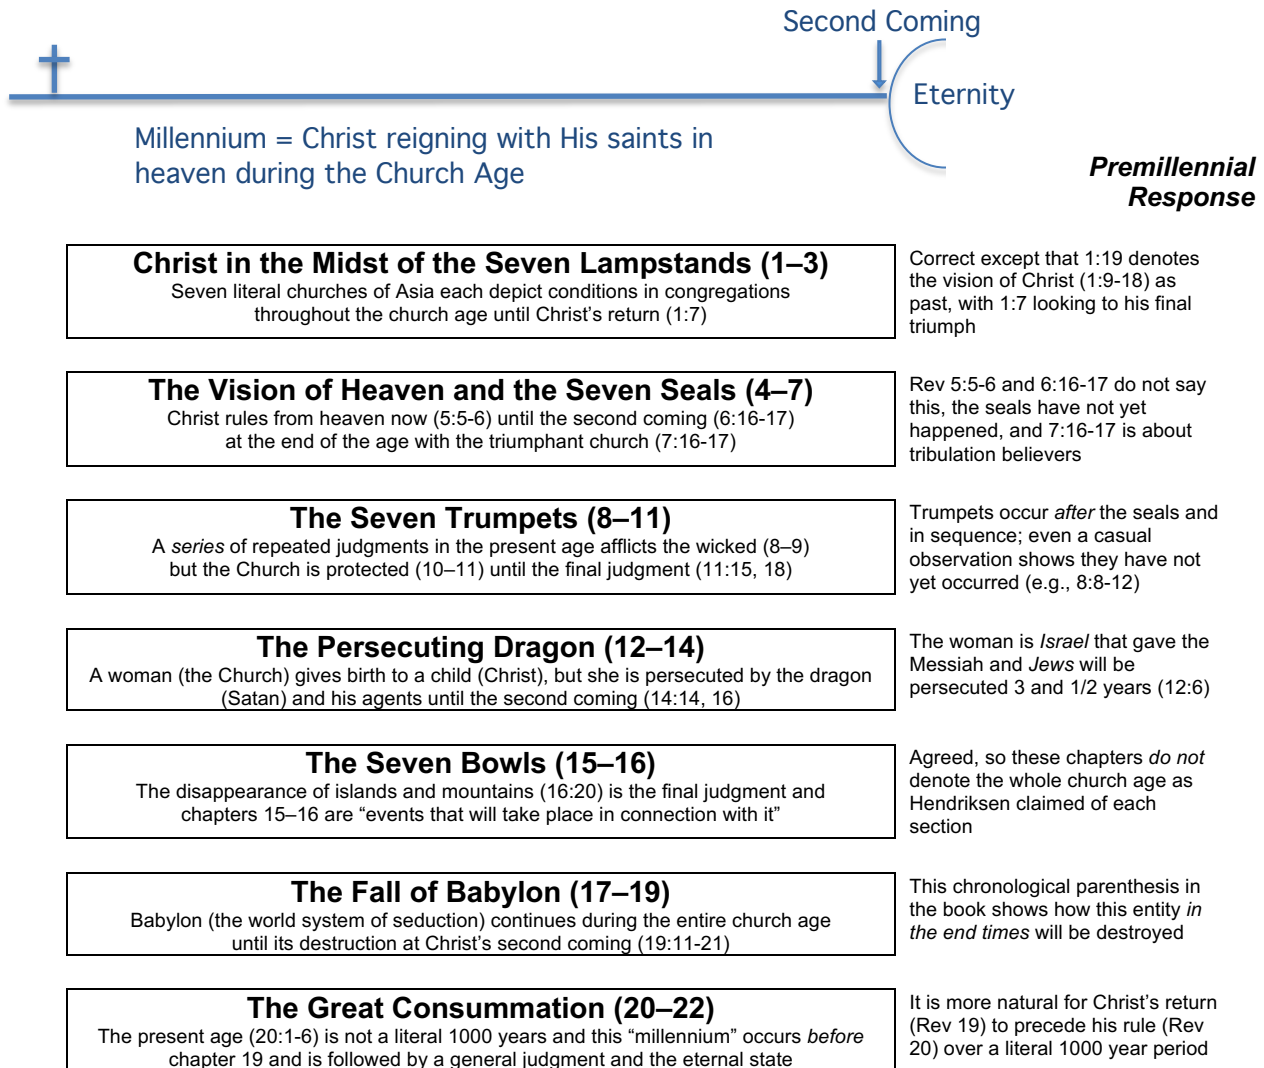 Second Coming
Eternity
Millennium = Christ reigning with His saints in
heaven during the Church Age
Premillennial
Response
Christ in the Midst of the Seven Lampstands (1–3)
Seven literal churches of Asia each depict conditions in congregations
throughout the church age until Christ’s return (1:7)
Correct except that 1:19 denotes
the vision of Christ (1:9-18) as
past, with 1:7 looking to his final
triumph
The Vision of Heaven and the Seven Seals (4–7)
Christ rules from heaven now (5:5-6) until the second coming (6:16-17)
at the end of the age with the triumphant church (7:16-17)
Rev 5:5-6 and 6:16-17 do not say
this, the seals have not yet
happened, and 7:16-17 is about
tribulation believers
The Seven Trumpets (8–11)
A series of repeated judgments in the present age afflicts the wicked (8–9)
but the Church is protected (10–11) until the final judgment (11:15, 18)
Trumpets occur after the seals and
in sequence; even a casual
observation shows they have not
yet occurred (e.g., 8:8-12)
The Persecuting Dragon (12–14)
A woman (the Church) gives birth to a child (Christ), but she is persecuted by the dragon
(Satan) and his agents until the second coming (14:14, 16)
The woman is Israel that gave the
Messiah and Jews will be
persecuted 3 and 1/2 years (12:6)
The Seven Bowls (15–16)
The disappearance of islands and mountains (16:20) is the final judgment and
chapters 15–16 are “events that will take place in connection with it”
Agreed, so these chapters do not
denote the whole church age as
Hendriksen claimed of each
section
The Fall of Babylon (17–19)
Babylon (the world system of seduction) continues during the entire church age
until its destruction at Christ’s second coming (19:11-21)
This chronological parenthesis in
the book shows how this entity in
the end times will be destroyed
The Great Consummation (20–22)
The present age (20:1-6) is not a literal 1000 years and this “millennium” occurs before
chapter 19 and is followed by a general judgment and the eternal state
It is more natural for Christ’s return
(Rev 19) to precede his rule (Rev
20) over a literal 1000 year period